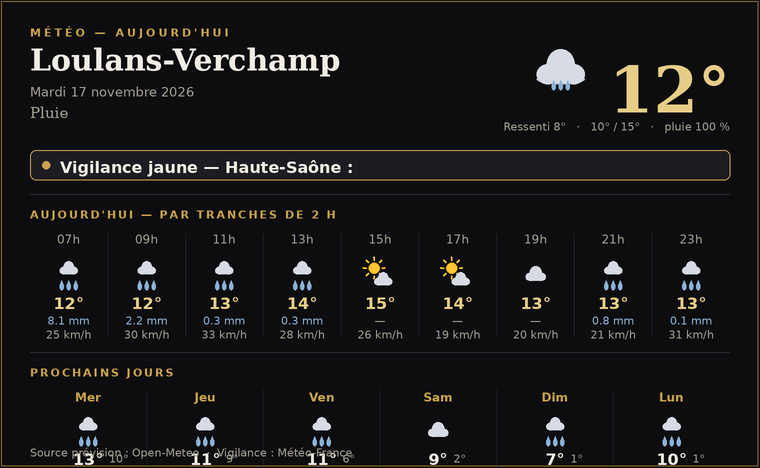 MÉTÉO — AUJOURD'HUI
Loulans-Verchamp
Mardi 17 novembre 2026
Pluie
12°
Ressenti 8° · 10° / 15° · pluie 100 %
Vigilance jaune — Haute-Saône :
AUJOURD'HUI — PAR TRANCHES DE 2 H
07h 09h 11h 13h 15h 17h 19h 21h 23h
12° 12° 13° 14° 15° 14° 13° 13° 13°
8.1 mm 2.2 mm 0.3 mm 0.3 mm — — — 0.8 mm 0.1 mm
25 km/h 30 km/h 33 km/h 28 km/h 26 km/h 19 km/h 20 km/h 21 km/h 31 km/h
PROCHAINS JOURS
Mer Jeu Ven Sam Dim Lun
Source prévision : Open-Meteo · Vigilance : Météo-France
13° 10° 11° 9° 11° 6° 9° 2° 7° 1° 10° 1°